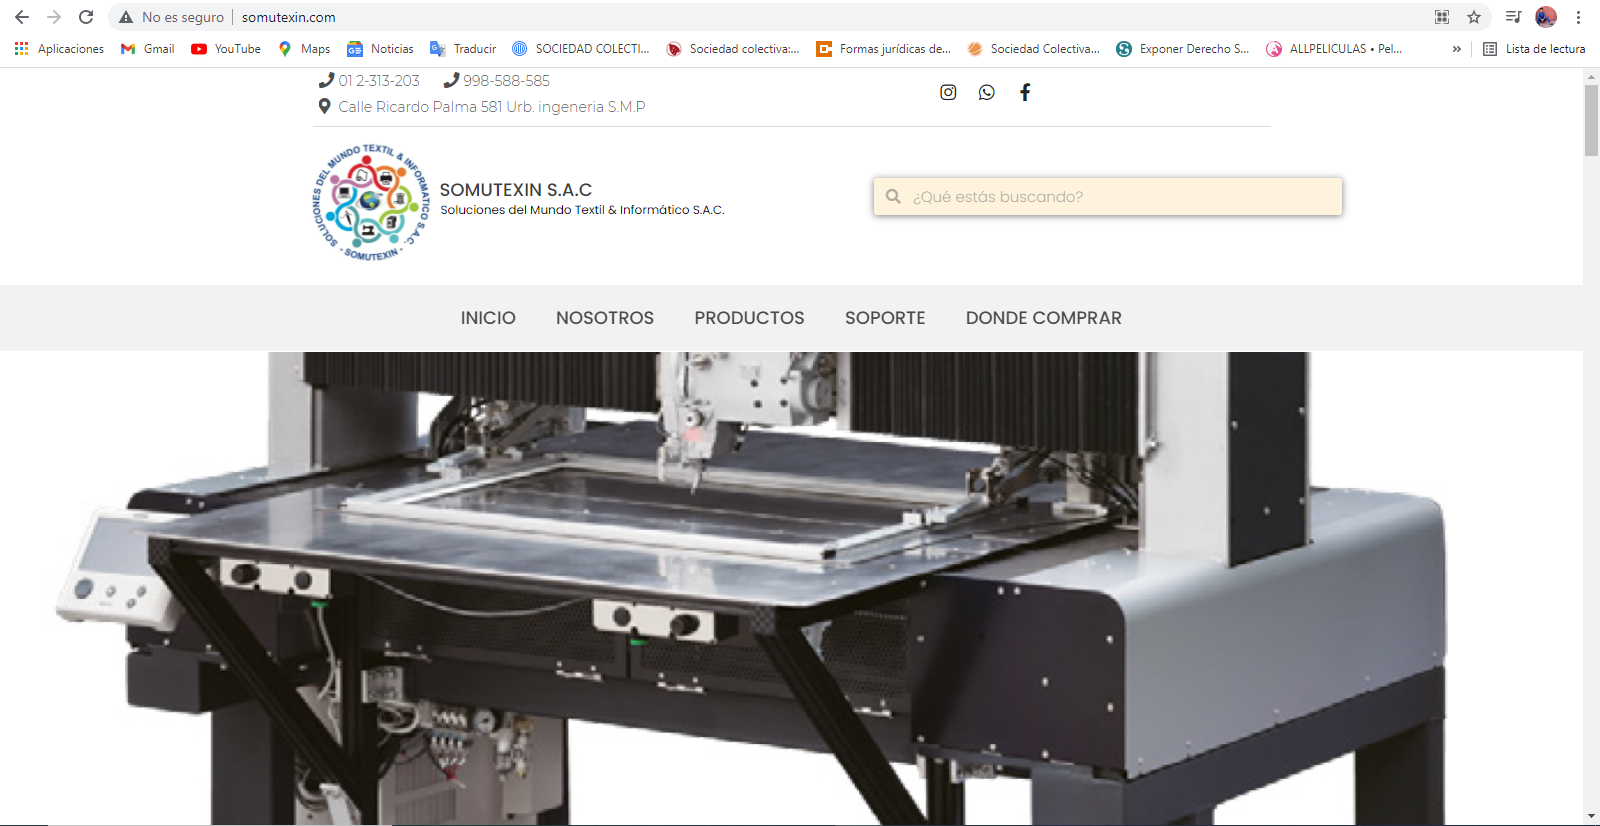 No es seguro somutexin.com
Aplicaciones Gmail YouTube Maps Noticias Traducir SOCIEDAD COLECTI... Sociedad colectiva:... Formas jurídicas de... Sociedad Colectiva... Exponer Derecho S... ALLPELICULAS • Pel... » Lista de lectura
01 2-313-203 998-588-585
Calle Ricardo Palma 581 Urb. ingeneria S.M.P
SOLUCIONES DEL MUNDO TEXTIL & INFORMATICO S.A.C.
- SOMUTEXIN -
SOMUTEXIN S.A.C
Soluciones del Mundo Textil & Informático S.A.C.
¿Qué estás buscando?
INICIO NOSOTROS PRODUCTOS SOPORTE DONDE COMPRAR